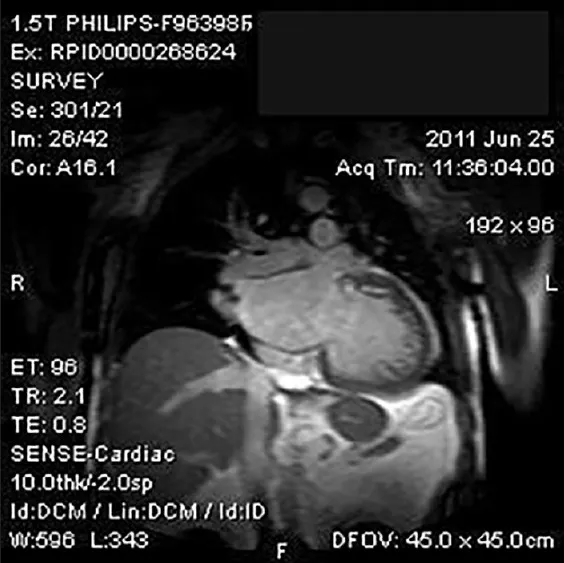 1.5T PHILIPS-F96398F
Ex: RPID0000268624
SURVEY
Se: 301/21
Im: 26/42
Cor: A16.1
2011 Jun 25
Acq Tm: 11:36:04.00
192 x 96
R
L
ET: 96
TR: 2.1
TE: 0.8
SENSE-Cardiac
10.0thk/-2.0sp
Id:DCM / Lin:DCM / Id:ID
W:596 L:343
F
DFOV: 45.0 x 45.0cm